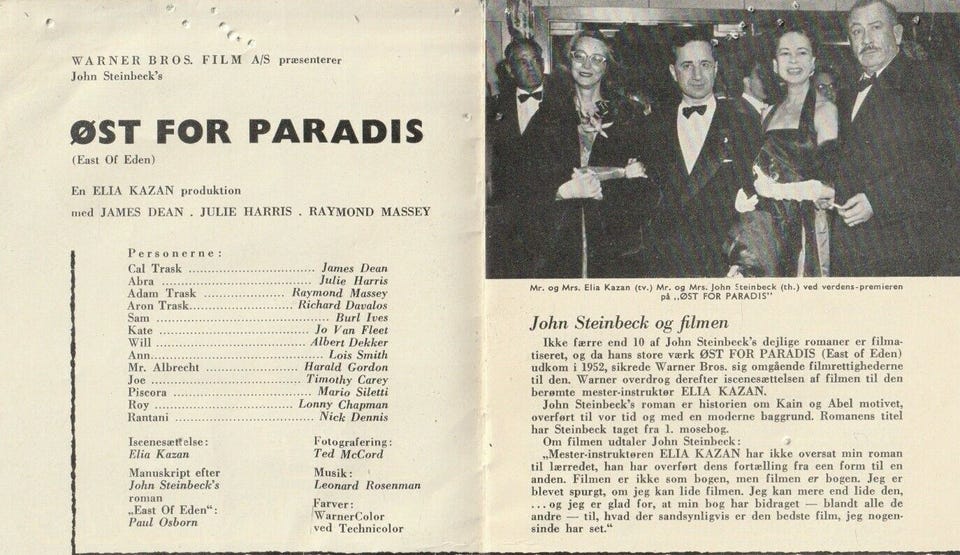 WARNER BROS. FILM A/S præsenterer
John Steinbeck's
ØST FOR PARADIS
(East Of Eden)
En ELIA KAZAN produktion
med JAMES DEAN . JULIE HARRIS . RAYMOND MASSEY
Personerne:
Cal Trask ........ James Dean
Abra ........ Julie Harris
Adam Trask ........ Raymond Massey
Aron Trask ........ Richard Davalos
Sam ........ Burl Ives
Kate ........ Jo Van Fleet
Will ........ Albert Dekker
Ann ........ Lois Smith
Mr. Albrecht ........ Harald Gordon
Joe ........ Timothy Carey
Piscora ........ Mario Siletti
Roy ........ Lonny Chapman
Rantani ........ Nick Dennis
Iscenesættelse:
Elia Kazan
Manuskript efter
John Steinbeck's
roman
„East Of Eden":
Paul Osborn
Fotografering:
Ted McCord
Musik:
Leonard Rosenman
Farver:
WarnerColor
ved Technicolor
Mr. og Mrs. Elia Kazan (tv.) Mr. og Mrs. John Steinbeck (th.) ved verdens-premieren
på „ØST FOR PARADIS"
John Steinbeck og filmen
Ikke færre end 10 af John Steinbeck's dejlige romaner er filma-
tiseret, og da hans store værk ØST FOR PARADIS (East of Eden)
udkom i 1952, sikrede Warner Bros. sig omgående filmrettighederne
til den. Warner overdrog derefter iscenesættelsen af filmen til den
berømte mester-instruktør ELIA KAZAN.
John Steinbeck's roman er historien om Kain og Abel motivet,
overført til vor tid og med en moderne baggrund. Romanens titel
har Steinbeck taget fra 1. mosebog.
Om filmen udtaler John Steinbeck:
„Mester-instruktøren ELIA KAZAN har ikke oversat min roman
til lærredet, han har overført dens fortælling fra een form til en
anden. Filmen er ikke som bogen, men filmen er bogen. Jeg er
blevet spurgt, om jeg kan lide filmen. Jeg kan mere end lide den,
... og jeg er glad for, at min bog har bidraget — blandt alle de
andre — til, hvad der sandsynligvis er den bedste film, jeg nogen-
sinde har set."